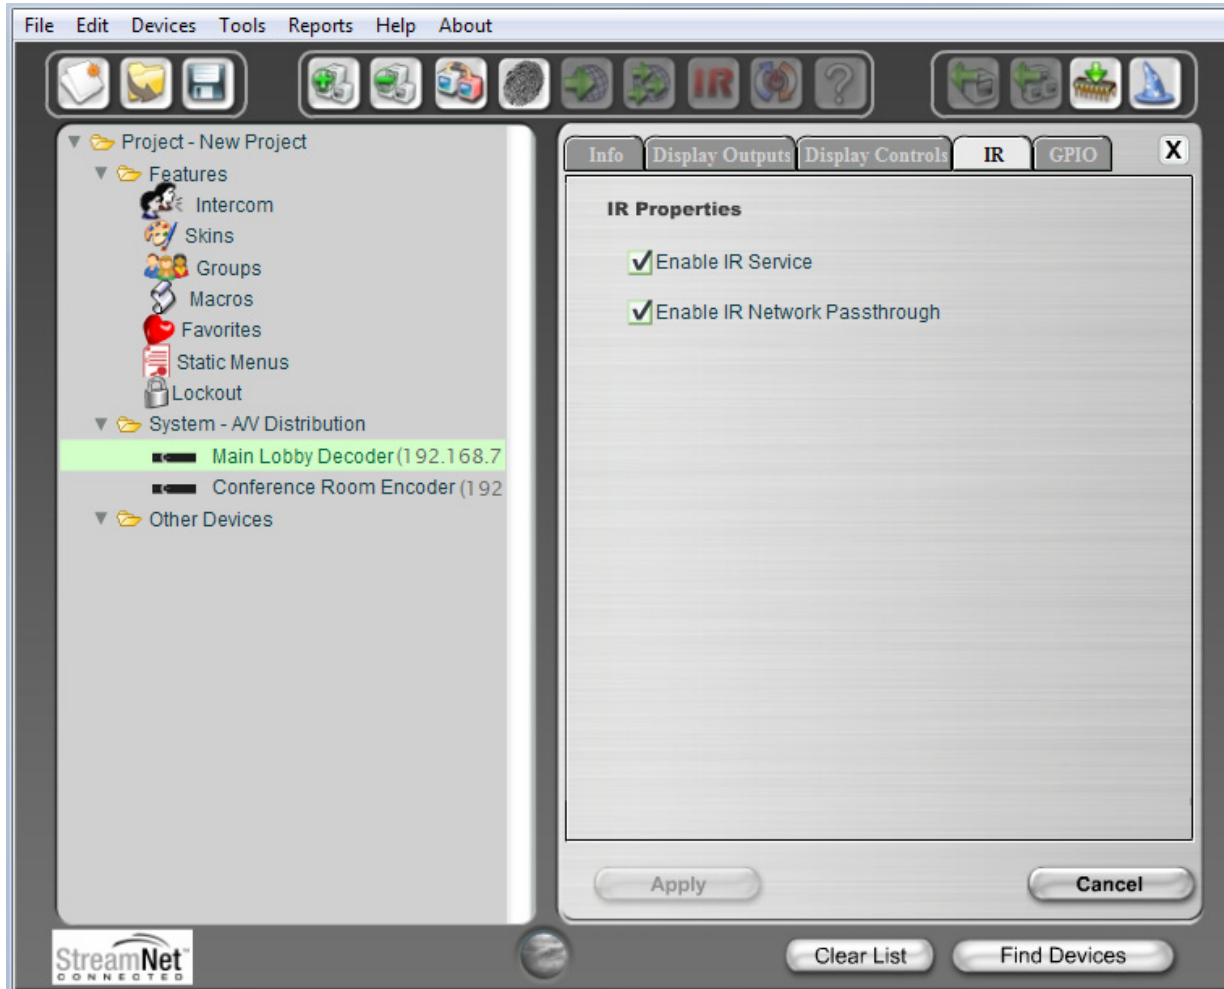 File Edit Devices Tools Reports Help About
IR ?
Project - New Project
Features
Intercom
Skins
Groups
Macros
Favorites
Static Menus
Lockout
System - A/V Distribution
Main Lobby Decoder (192.168.7
Conference Room Encoder (192
Other Devices
Info Display Outputs Display Controls IR GPIO X
IR Properties
Enable IR Service
Enable IR Network Passthrough
Apply Cancel
StreamNet™
CONNECTED
Clear List Find Devices